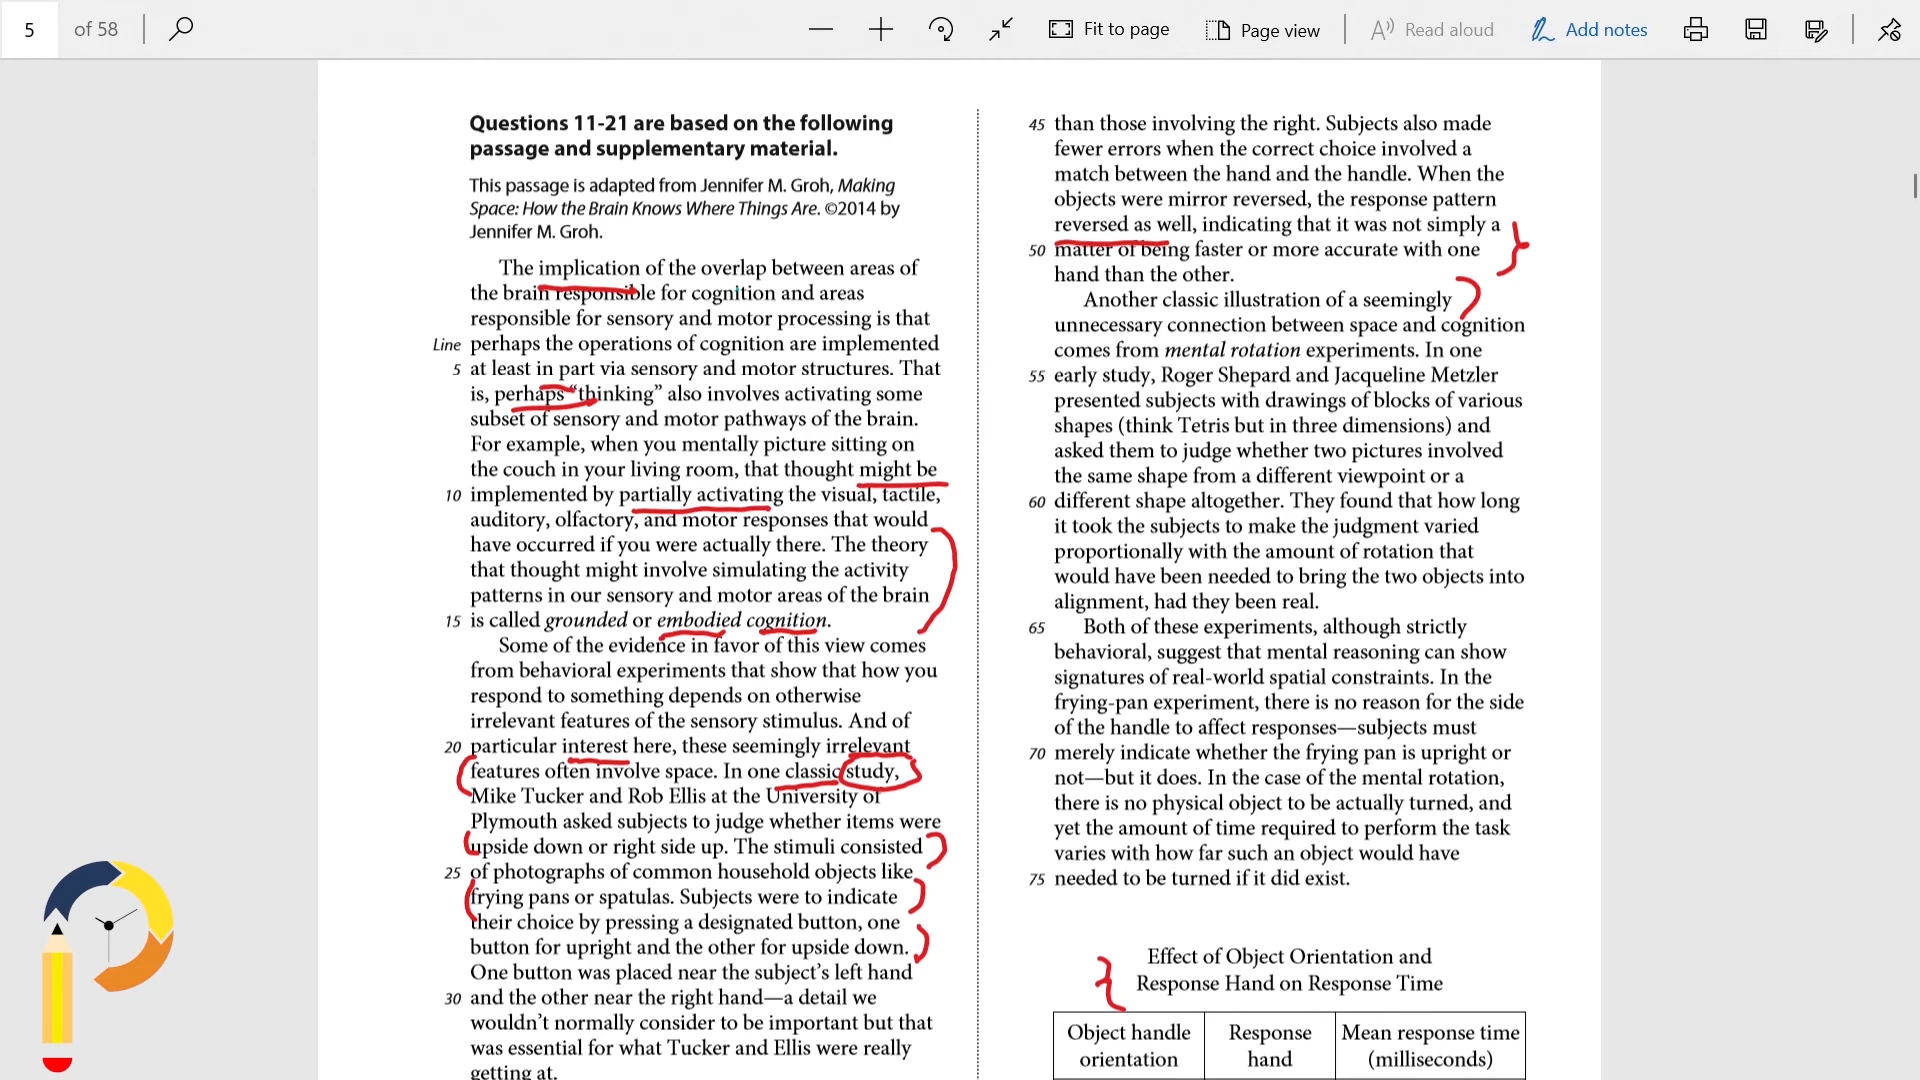 5 of 58
Fit to page
Page view
Read aloud
Add notes
Questions 11-21 are based on the following
passage and supplementary material.
This passage is adapted from Jennifer M. Groh, Making
Space: How the Brain Knows Where Things Are. ©2014 by
Jennifer M. Groh.
The implication of the overlap between areas of
the brain responsible for cognition and areas
responsible for sensory and motor processing is that
Line perhaps the operations of cognition are implemented
5 at least in part via sensory and motor structures. That
is, perhaps “thinking” also involves activating some
subset of sensory and motor pathways of the brain.
For example, when you mentally picture sitting on
the couch in your living room, that thought might be
10 implemented by partially activating the visual, tactile,
auditory, olfactory, and motor responses that would
have occurred if you were actually there. The theory
that thought might involve simulating the activity
patterns in our sensory and motor areas of the brain
15 is called grounded or embodied cognition.
Some of the evidence in favor of this view comes
from behavioral experiments that show that how you
respond to something depends on otherwise
irrelevant features of the sensory stimulus. And of
20 particular interest here, these seemingly irrelevant
features often involve space. In one classic study,
Mike Tucker and Rob Ellis at the University of
Plymouth asked subjects to judge whether items were
upside down or right side up. The stimuli consisted
25 of photographs of common household objects like
frying pans or spatulas. Subjects were to indicate
their choice by pressing a designated button, one
button for upright and the other for upside down.
One button was placed near the subject’s left hand
30 and the other near the right hand—a detail we
wouldn’t normally consider to be important but that
was essential for what Tucker and Ellis were really
getting at.
45 than those involving the right. Subjects also made
fewer errors when the correct choice involved a
match between the hand and the handle. When the
objects were mirror reversed, the response pattern
reversed as well, indicating that it was not simply a
50 matter of being faster or more accurate with one
hand than the other.
Another classic illustration of a seemingly
unnecessary connection between space and cognition
comes from mental rotation experiments. In one
55 early study, Roger Shepard and Jacqueline Metzler
presented subjects with drawings of blocks of various
shapes (think Tetris but in three dimensions) and
asked them to judge whether two pictures involved
the same shape from a different viewpoint or a
60 different shape altogether. They found that how long
it took the subjects to make the judgment varied
proportionally with the amount of rotation that
would have been needed to bring the two objects into
alignment, had they been real.
65 Both of these experiments, although strictly
behavioral, suggest that mental reasoning can show
signatures of real-world spatial constraints. In the
frying-pan experiment, there is no reason for the side
of the handle to affect responses—subjects must
70 merely indicate whether the frying pan is upright or
not—but it does. In the case of the mental rotation,
there is no physical object to be actually turned, and
yet the amount of time required to perform the task
varies with how far such an object would have
75 needed to be turned if it did exist.
Effect of Object Orientation and
Response Hand on Response Time
Object handle orientation
Response hand
Mean response time (milliseconds)